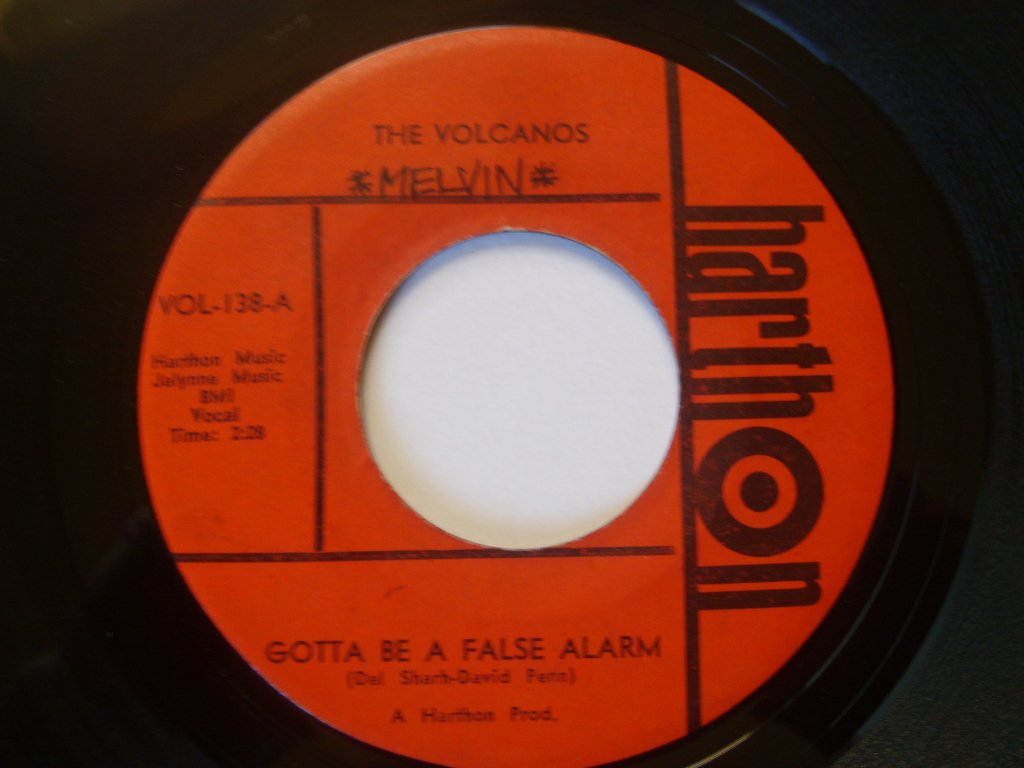 THE VOLCANOS
*MELVIN*
harthon
VOL-138-A
Harthon Music
Jalynne Music
BMI
Vocal
Time: 2:28
GOTTA BE A FALSE ALARM
(Del Sharh-David Penn)
A Harthon Prod.